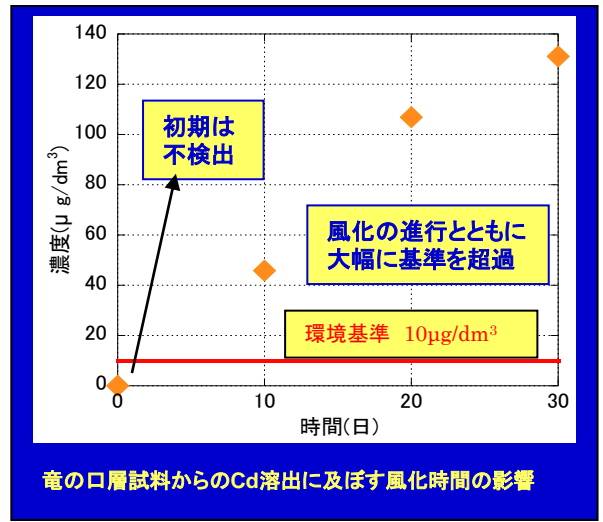 140
120
100
80
60
40
20
0
濃度(μ g/dm³)
初期は
不検出
風化の進行とともに
大幅に基準を超過
環境基準 10μg/dm³
0 10 20 30
時間(日)
竜の口層試料からのCd溶出に及ぼす風化時間の影響